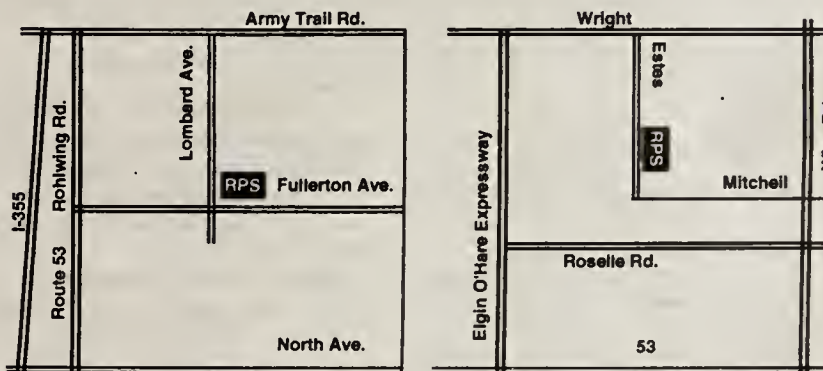 Army Trail Rd.
Lombard Ave.
Rohlwing Rd.
I-355
Route 53
RPS
Fullerton Ave.
North Ave.
Wright
Estes
RPS
Mitchell
Elgin O'Hare Expressway
Roselle Rd.
53